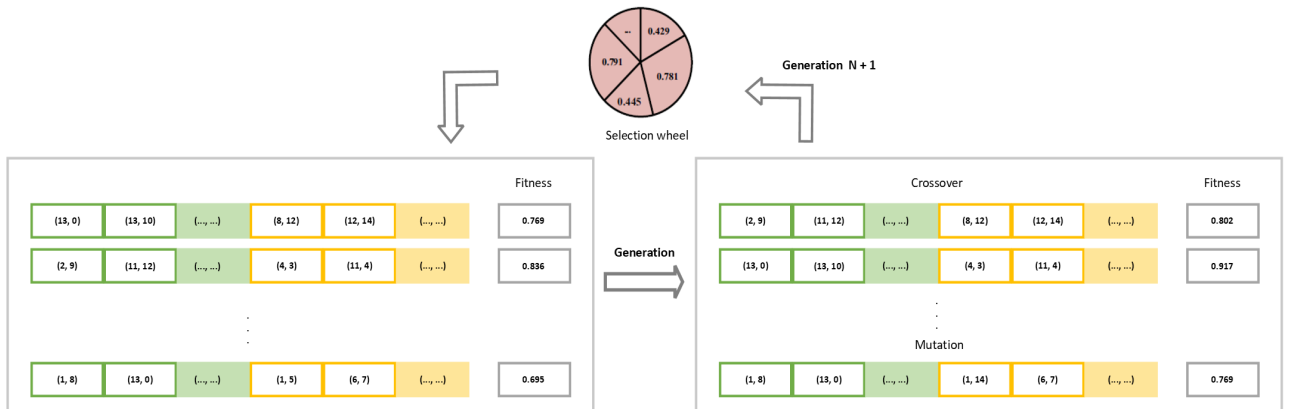 ... 0.429
0.791
0.781
0.445
Selection wheel
Generation N + 1
Fitness
(13, 0) (13, 10) (..., ...) (8, 12) (12, 14) (..., ...) 0.769
(2, 9) (11, 12) (..., ...) (4, 3) (11, 4) (..., ...) 0.836
.
.
.
(1, 8) (13, 0) (..., ...) (1, 5) (6, 7) (..., ...) 0.695
Generation
Crossover Fitness
(2, 9) (11, 12) (..., ...) (8, 12) (12, 14) (..., ...) 0.802
(13, 0) (13, 10) (..., ...) (4, 3) (11, 4) (..., ...) 0.917
.
.
.
Mutation
(1, 8) (13, 0) (..., ...) (1, 14) (6, 7) (..., ...) 0.769